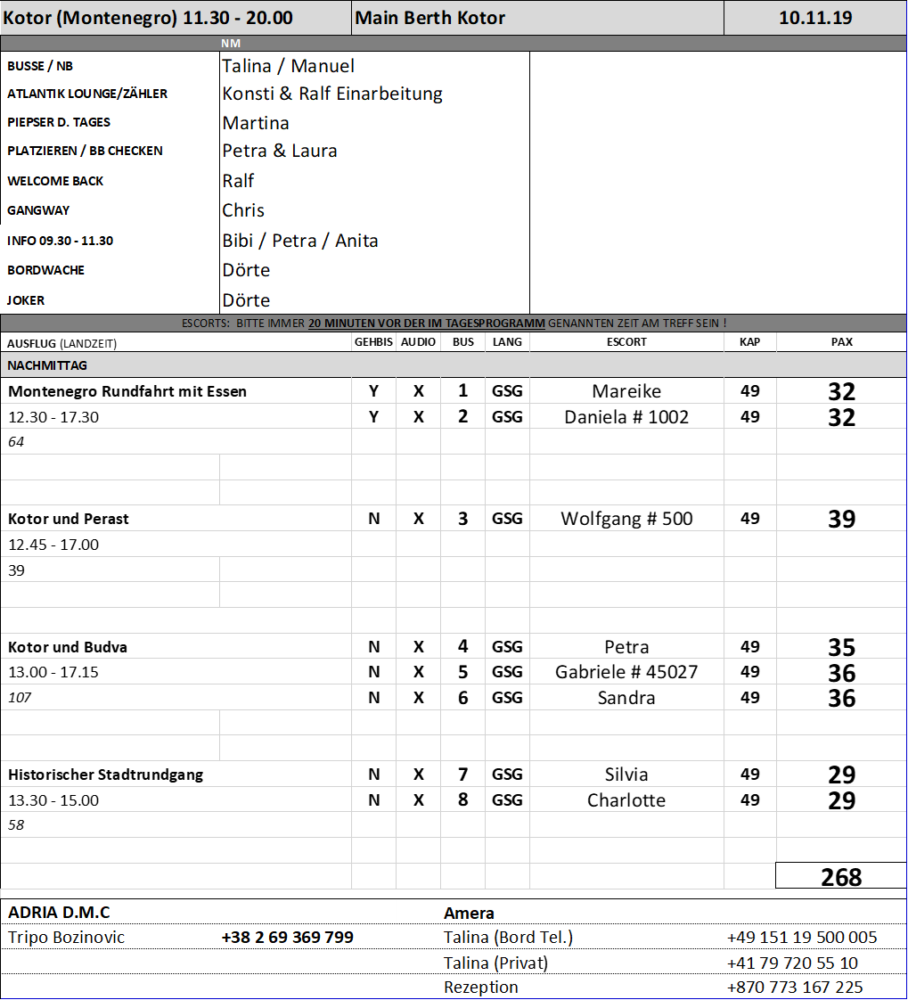 Kotor (Montenegro) 11.30 - 20.00 Main Berth Kotor 10.11.19
NM
BUSSE / NB Talina / Manuel
ATLANTIK LOUNGE/ZÄHLER Konsti & Ralf Einarbeitung
PIEPSER D. TAGES Martina
PLATZIEREN / BB CHECKEN Petra & Laura
WELCOME BACK Ralf
GANGWAY Chris
INFO 09.30 - 11.30 Bibi / Petra / Anita
BORDWACHE Dörte
JOKER Dörte
ESCORTS: BITTE IMMER 20 MINUTEN VOR DER IM TAGESPROGRAMM GENANNTEN ZEIT AM TREFF SEIN !
AUSFLUG (LANDZEIT) GEHBIS AUDIO BUS LANG ESCORT KAP PAX
NACHMITTAG
Montenegro Rundfahrt mit Essen Y X 1 GSG Mareike 49 32
12.30 - 17.30 Y X 2 GSG Daniela # 1002 49 32
64
Kotor und Perast N X 3 GSG Wolfgang # 500 49 39
12.45 - 17.00
39
Kotor und Budva N X 4 GSG Petra 49 35
13.00 - 17.15 N X 5 GSG Gabriele # 45027 49 36
107 N X 6 GSG Sandra 49 36
Historischer Stadtrundgang N X 7 GSG Silvia 49 29
13.30 - 15.00 N X 8 GSG Charlotte 49 29
58
268
ADRIA D.M.C Amera
Tripo Bozinovic +38 2 69 369 799 Talina (Bord Tel.) +49 151 19 500 005
Talina (Privat) +41 79 720 55 10
Rezeption +870 773 167 225